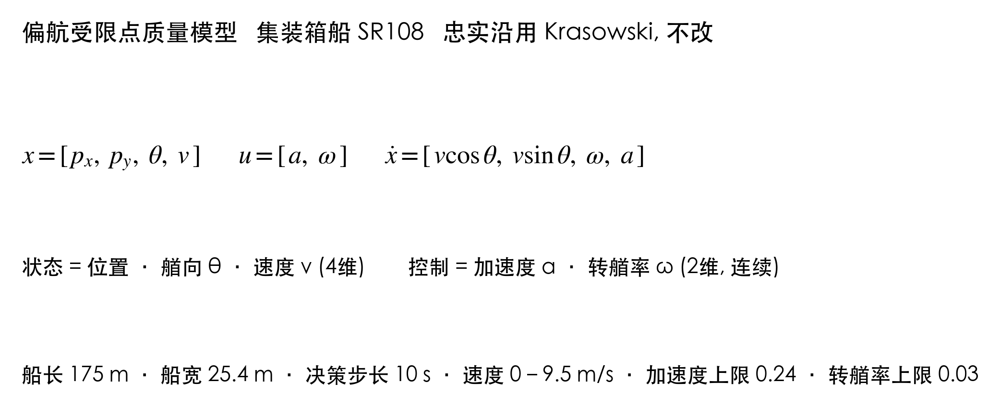 偏航受限点质量模型 集装箱船 SR108 忠实沿用 Krasowski, 不改
x = [pₓ, p_y, θ, v] u = [a, ω] ẋ = [v cos θ, v sin θ, ω, a]
状态 = 位置 · 艏向 θ · 速度 v (4维) 控制 = 加速度 a · 转艏率 ω (2维, 连续)
船长 175 m · 船宽 25.4 m · 决策步长 10 s · 速度 0 – 9.5 m/s · 加速度上限 0.24 · 转艏率上限 0.03